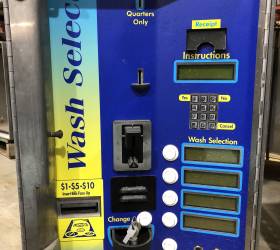 Quarters
Only
Receipt
Instructions
Wash Selec
Yes
No
Cancel
Wash Selection
$1-$5-$10
Change